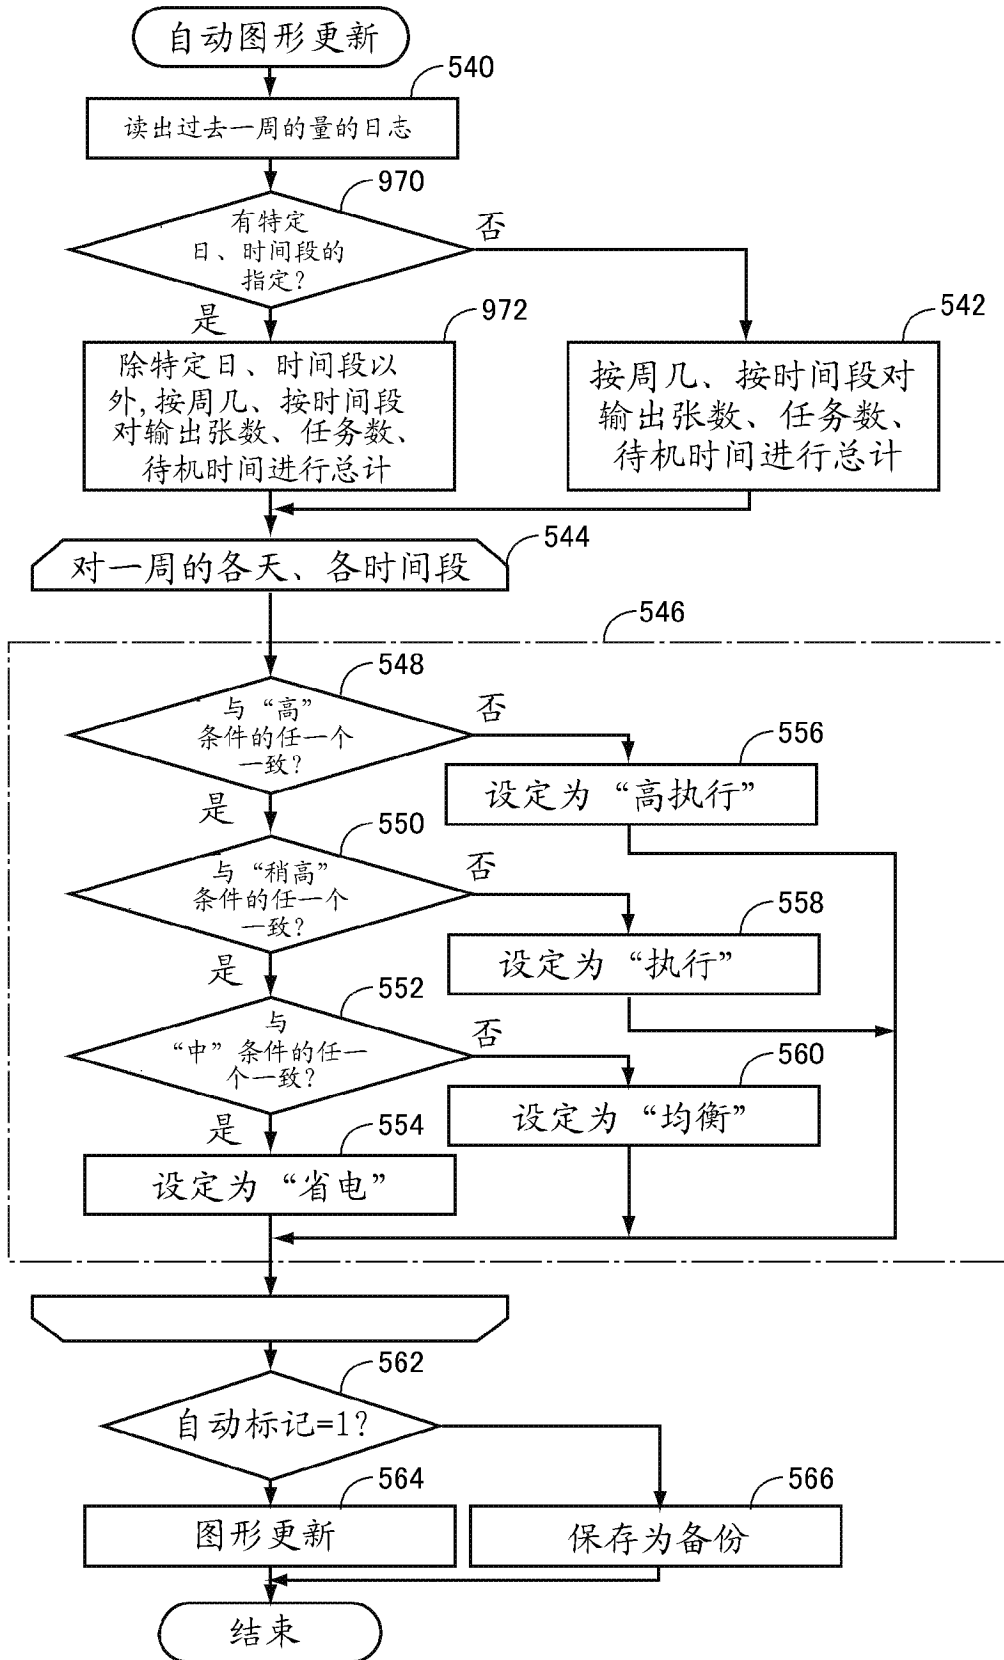 自动图形更新
540
读出过去一周的量的日志
970
有特定
日、时间段的
指定?
否
是
972
除特定日、时间段以
外,按周几、按时间段
对输出张数、任务数、
待机时间进行总计
542
按周几、按时间段对
输出张数、任务数、
待机时间进行总计
544
对一周的各天、各时间段
546
548
与“高”
条件的任一个
一致?
否
556
设定为“高执行”
是
550
与“稍高”
条件的任一个
一致?
否
558
设定为“执行”
是
552
与
“中”条件的任一
个一致?
否
560
设定为“均衡”
是
554
设定为“省电”
562
自动标记=1?
564
图形更新
566
保存为备份
结束